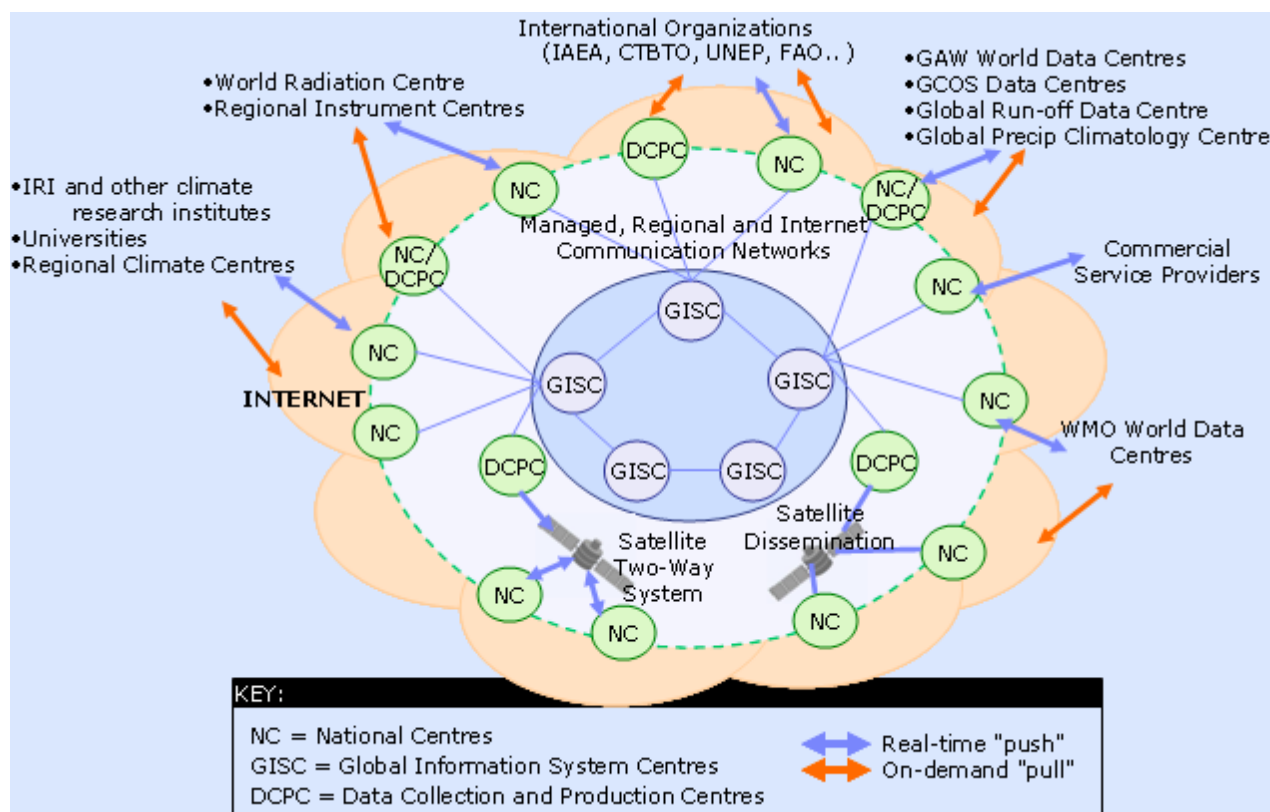 International Organizations
(IAEA, CTBTO, UNEP, FAO.. )
•World Radiation Centre
•Regional Instrument Centres
•GAW World Data Centres
•GCOS Data Centres
•Global Run-off Data Centre
•Global Precip Climatology Centre
•IRI and other climate
research institutes
•Universities
•Regional Climate Centres
DCPC
NC
NC
NC/
DCPC
Managed, Regional and Internet
Communication Networks
NC/
DCPC
NC
Commercial
Service Providers
GISC
NC
GISC
GISC
INTERNET
NC
NC
WMO World Data
Centres
DCPC
GISC
GISC
DCPC
Satellite
Two-Way
System
Satellite
Dissemination
NC
NC
NC
NC
KEY:
NC = National Centres
GISC = Global Information System Centres
DCPC = Data Collection and Production Centres
Real-time "push"
On-demand "pull"